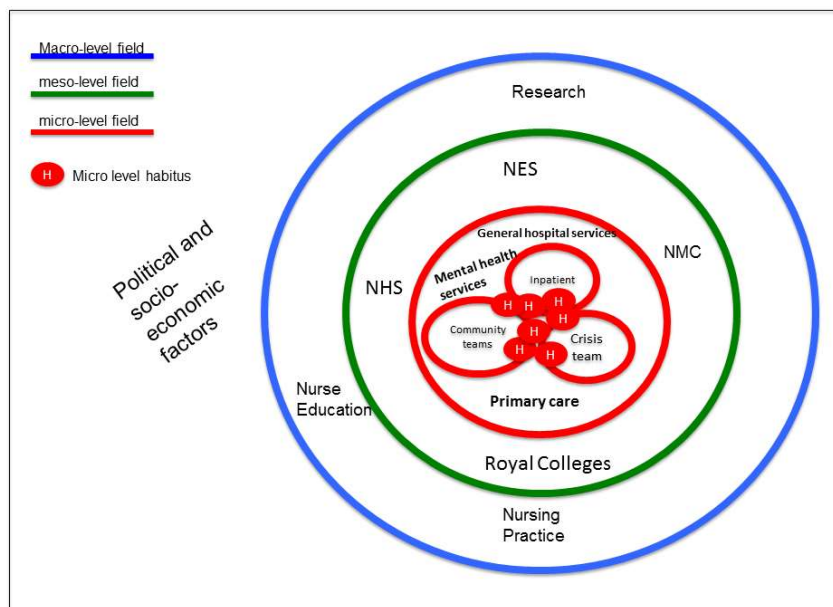 Macro-level field
meso-level field
micro-level field
H Micro level habitus
Political and
socio-
economic
factors
Research
NES
NMC
NHS
General hospital services
Mental health
services
Inpatient
H
H
H
H
H
H
H
Community
teams
Crisis
team
Primary care
Nurse
Education
Royal Colleges
Nursing
Practice